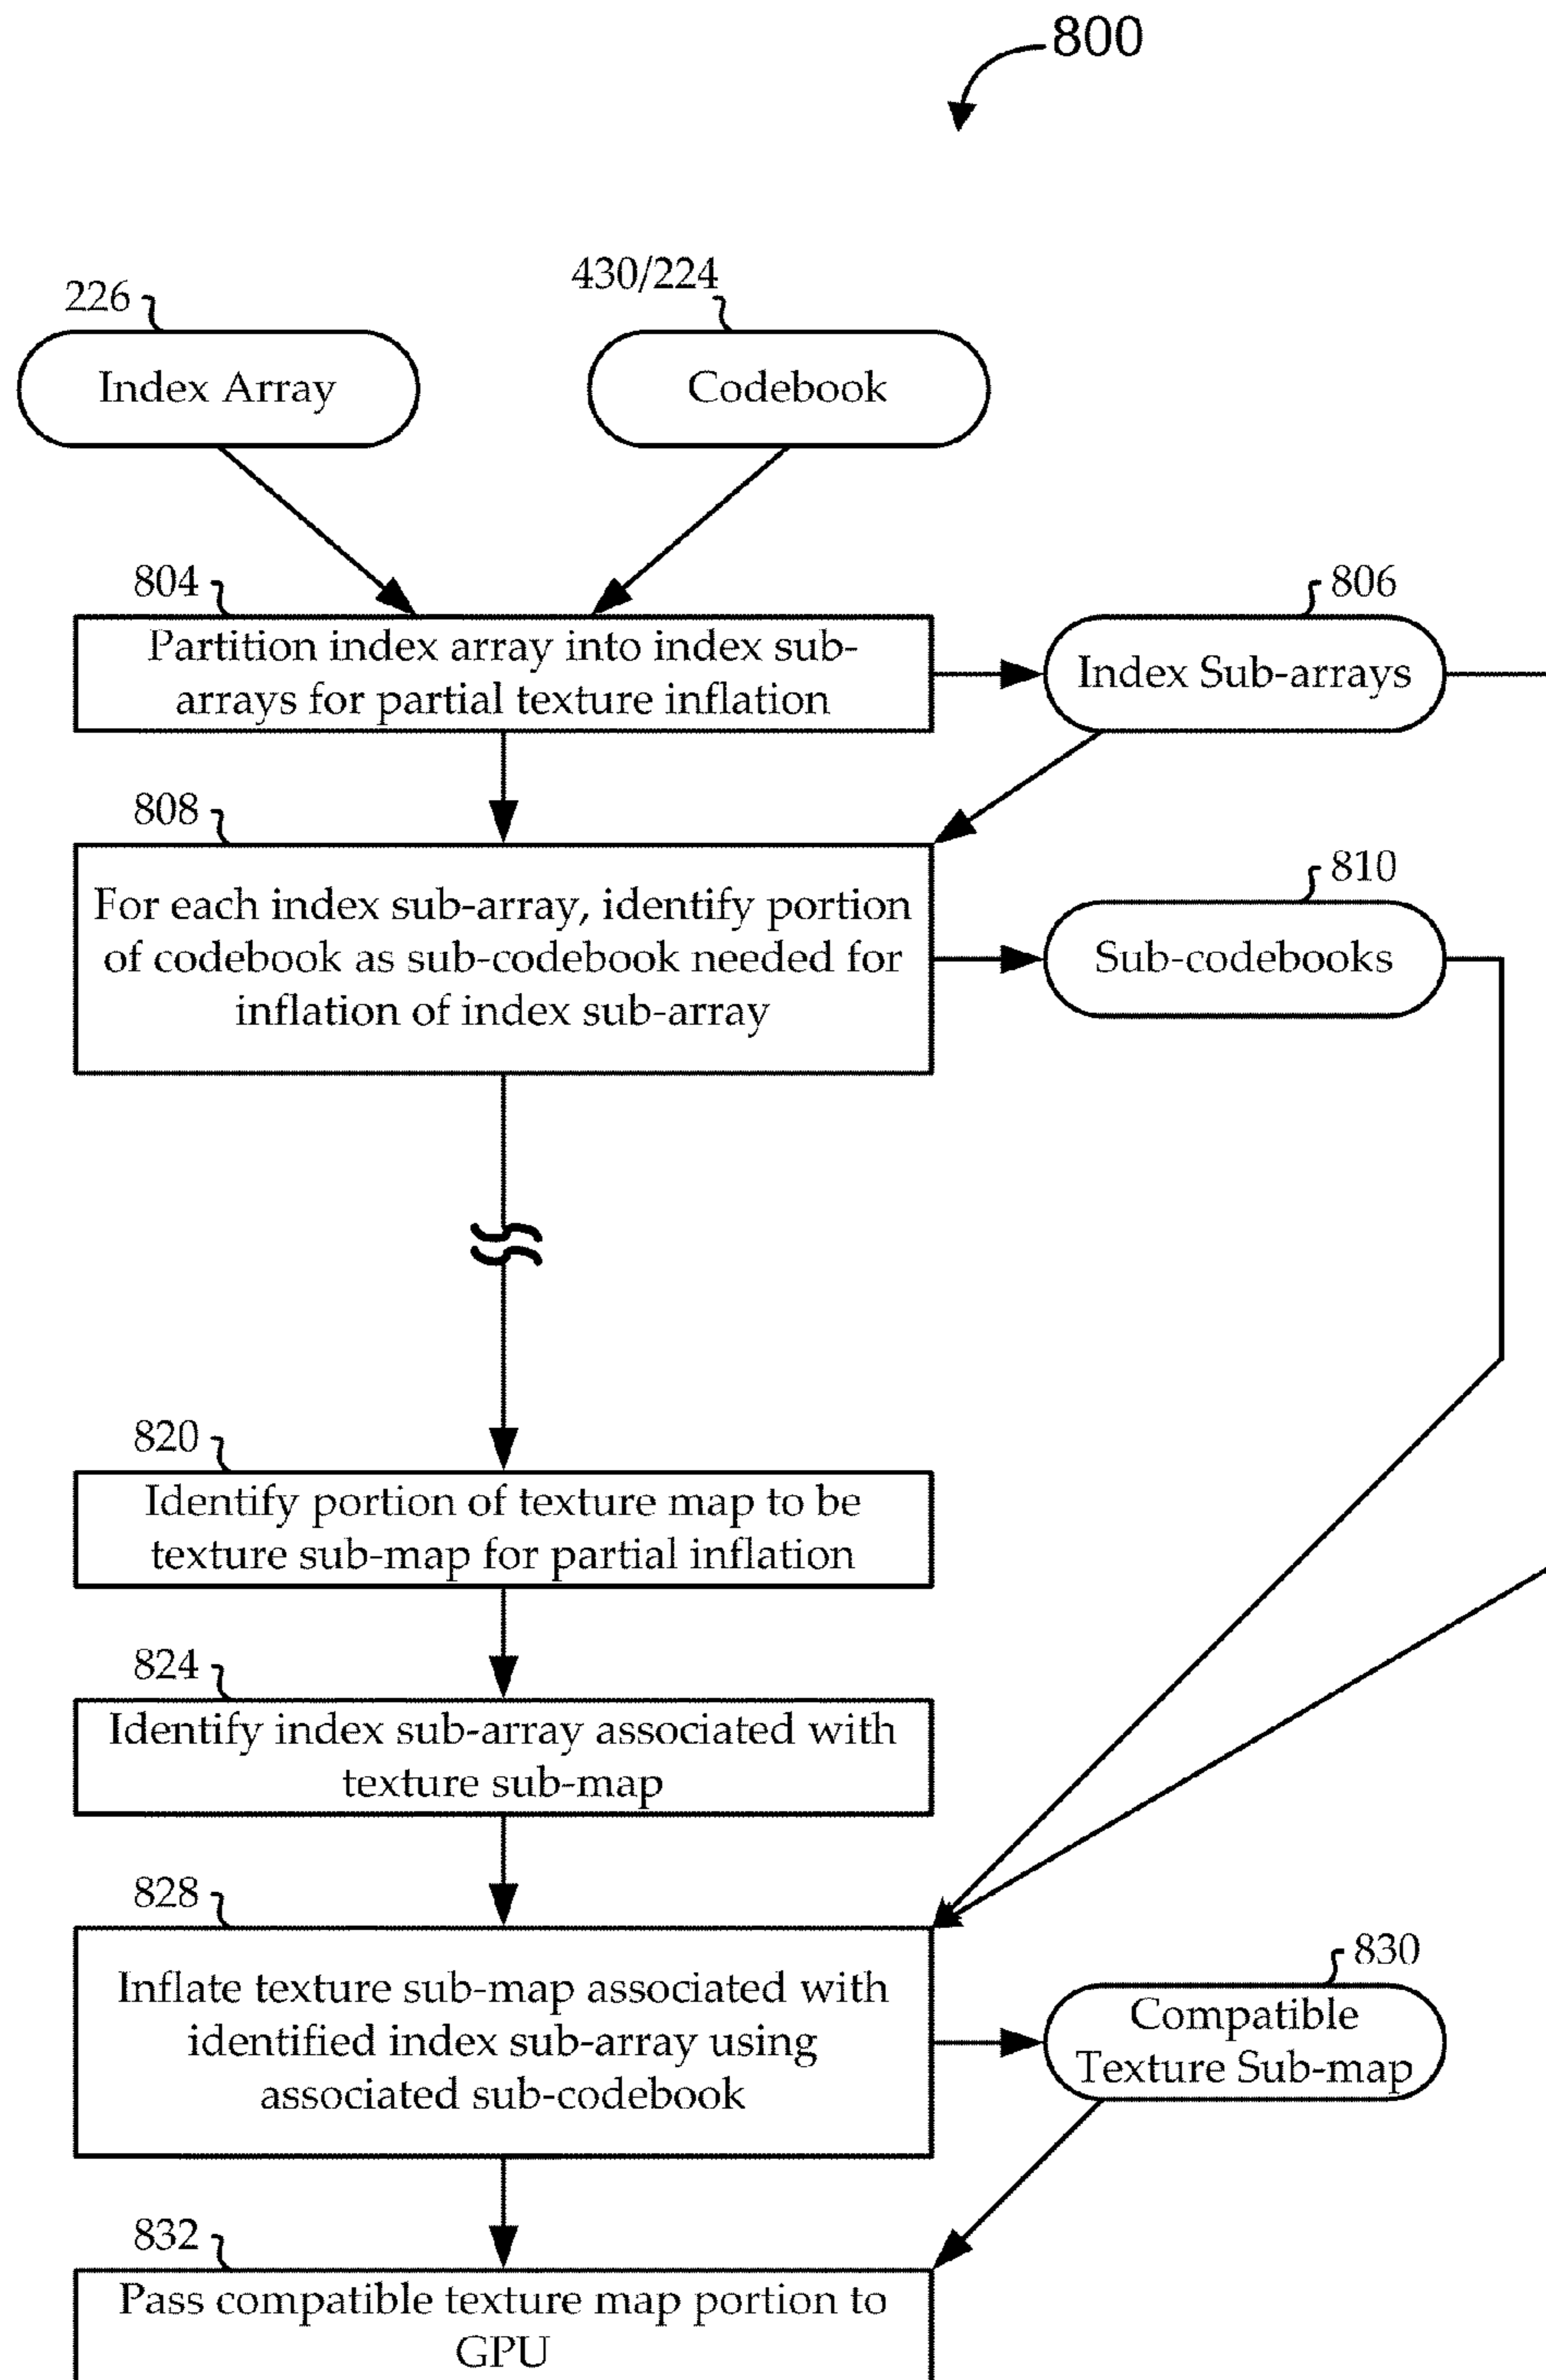 800
226
430/224
Index Array
Codebook
804
Partition index array into index sub-
arrays for partial texture inflation
806
Index Sub-arrays
808
For each index sub-array, identify portion
of codebook as sub-codebook needed for
inflation of index sub-array
810
Sub-codebooks
820
Identify portion of texture map to be
texture sub-map for partial inflation
824
Identify index sub-array associated with
texture sub-map
828
Inflate texture sub-map associated with
identified index sub-array using
associated sub-codebook
830
Compatible
Texture Sub-map
832
Pass compatible texture map portion to
GPU